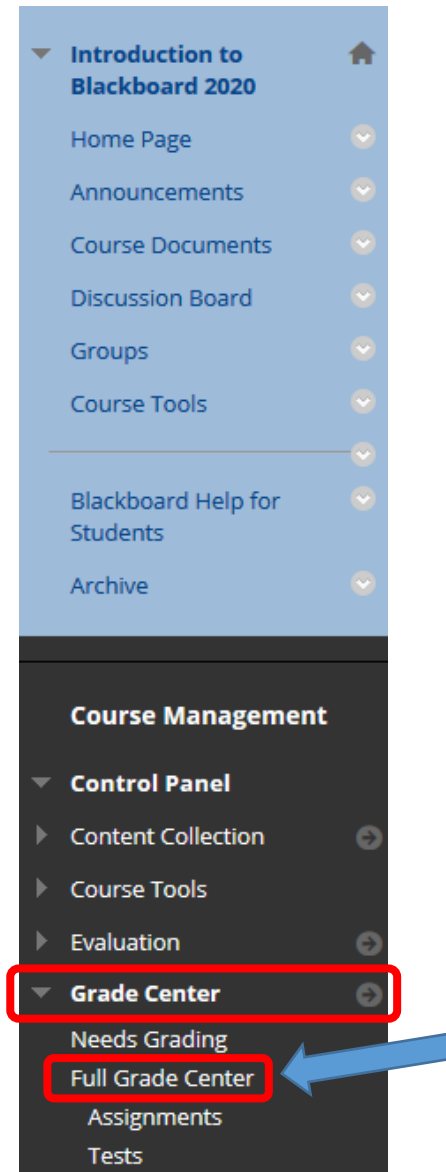 Introduction to
Blackboard 2020
Home Page
Announcements
Course Documents
Discussion Board
Groups
Course Tools
Blackboard Help for
Students
Archive
Course Management
Control Panel
Content Collection
Course Tools
Evaluation
Grade Center
Needs Grading
Full Grade Center
Assignments
Tests